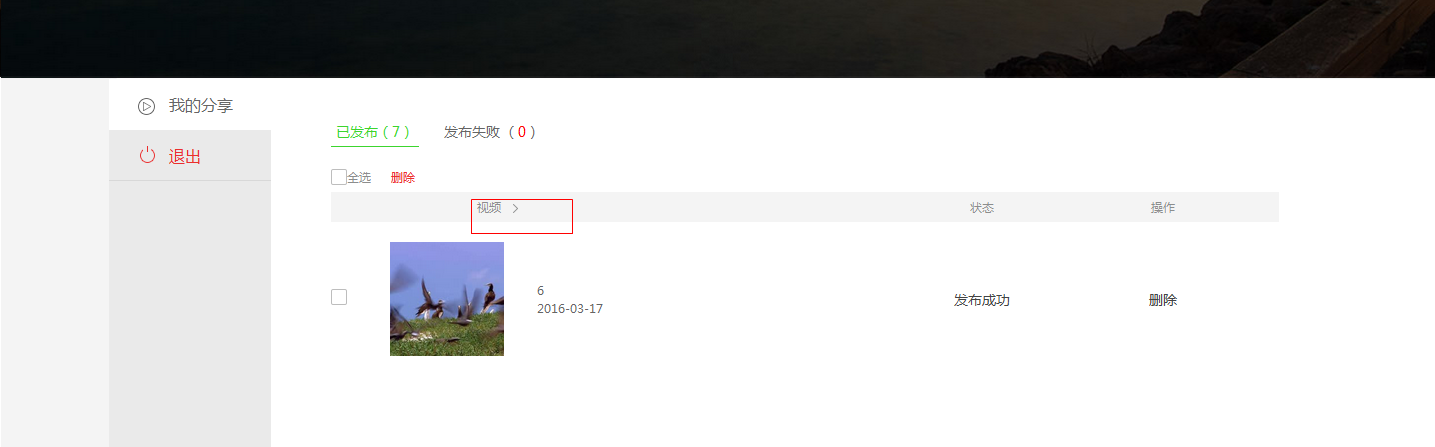 我的分享
退出
已发布（7） 发布失败（0）
全选 删除
视频 > 状态 操作
6
2016-03-17
发布成功 删除